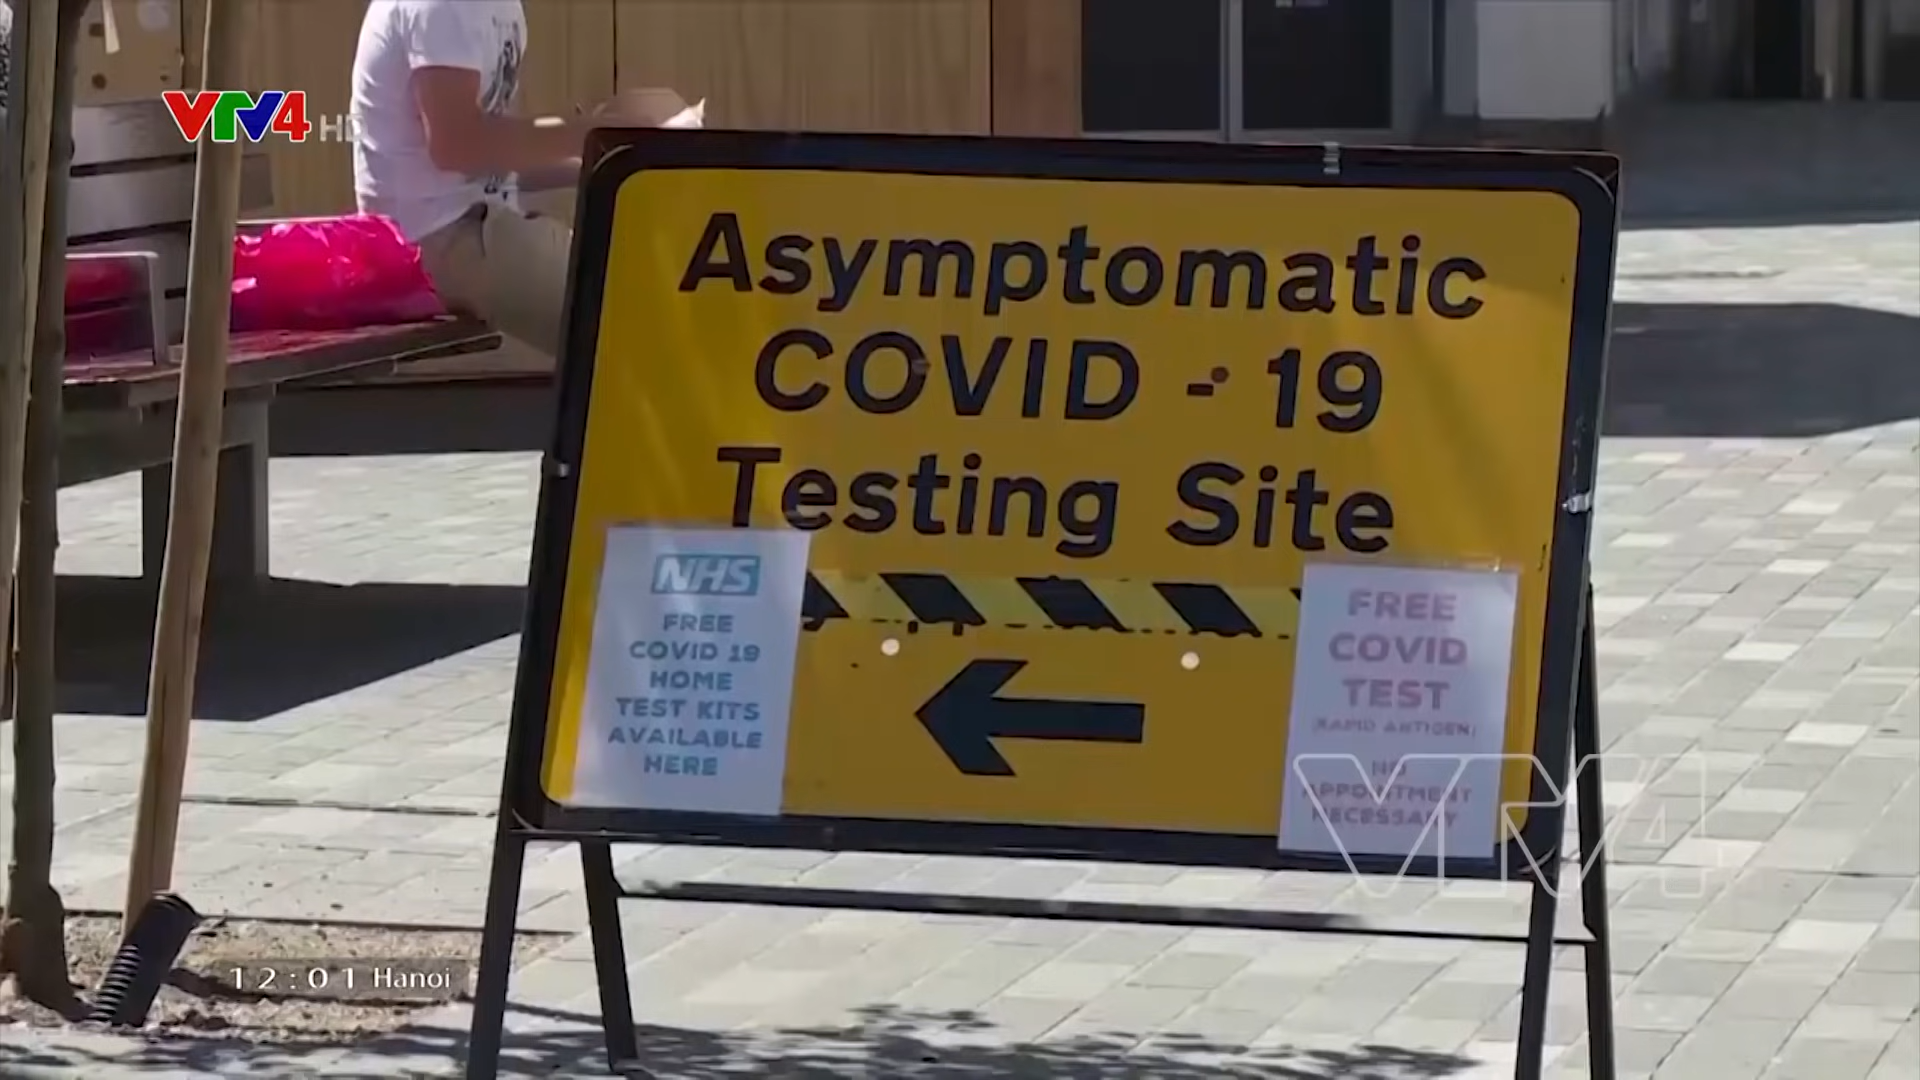 VTV4 HD
Asymptomatic
COVID - 19
Testing Site
NHS
FREE
COVID 19
HOME
TEST KITS
AVAILABLE
HERE
FREE
COVID
TEST
(RAPID ANTIGEN)
NO
APPOINTMENT
NECESSARY
VTV4
12:01 Hanoi